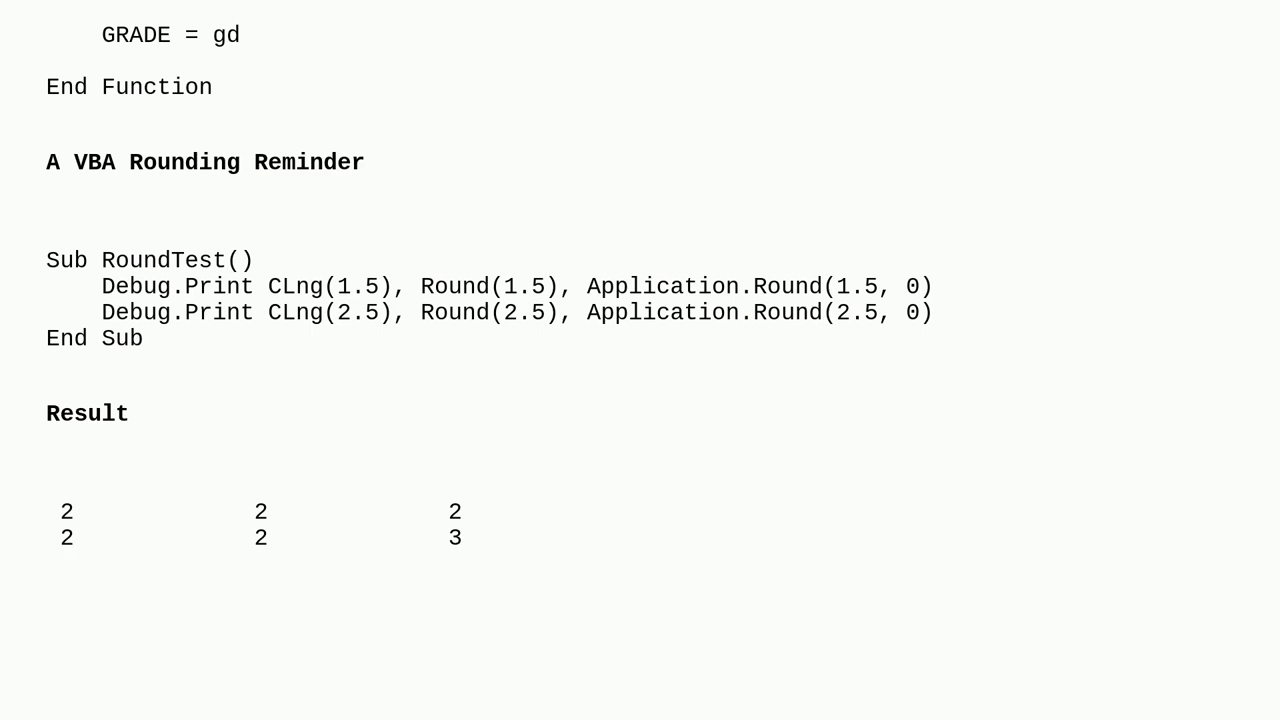 GRADE = gd
End Function
A VBA Rounding Reminder
Sub RoundTest()
    Debug.Print CLng(1.5), Round(1.5), Application.Round(1.5, 0)
    Debug.Print CLng(2.5), Round(2.5), Application.Round(2.5, 0)
End Sub
Result
 2             2             2
 2             2             3